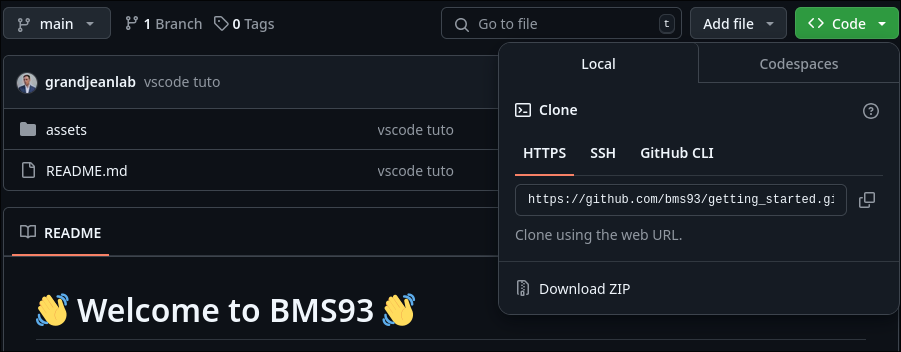 main 1 Branch 0 Tags Go to file t Add file Code
Local Codespaces
grandjeanlab vscode tuto
Clone
assets vscode tuto
HTTPS SSH GitHub CLI
README.md vscode tuto
https://github.com/bms93/getting_started.gi
README
Clone using the web URL.
Download ZIP
Welcome to BMS93